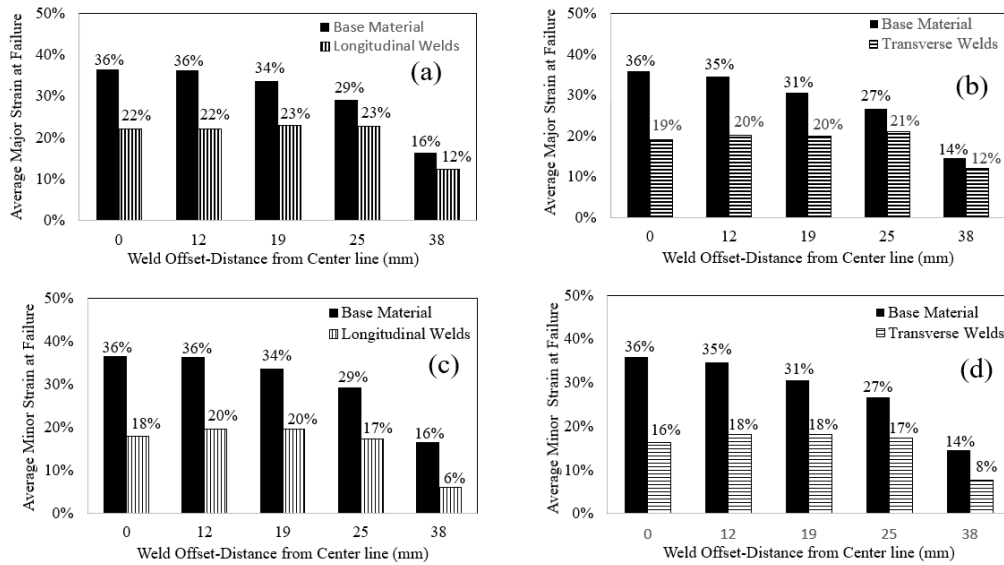 50%
40%
30%
20%
10%
0%
Average Major Strain at Failure
Base Material
Longitudinal Welds
(a)
36% 36% 34% 29% 16%
22% 22% 23% 23% 12%
0 12 19 25 38
Weld Offset-Distance from Center line (mm)
50%
40%
30%
20%
10%
0%
Average Major Strain at Failure
Base Material
Transverse Welds
(b)
36% 35% 31% 27% 14%
19% 20% 20% 21% 12%
0 12 19 25 38
Weld Offset-Distance from Center line (mm)
50%
40%
30%
20%
10%
0%
Average Minor Strain at Failure
Base Material
Longitudinal Welds
(c)
36% 36% 34% 29% 16%
18% 20% 20% 17% 6%
0 12 19 25 38
Weld Offset-Distance from Center line (mm)
50%
40%
30%
20%
10%
0%
Average Minor Strain at Failure
Base Material
Transverse Welds
(d)
36% 35% 31% 27% 14%
16% 18% 18% 17% 8%
0 12 19 25 38
Weld Offset-Distance from Center line (mm)